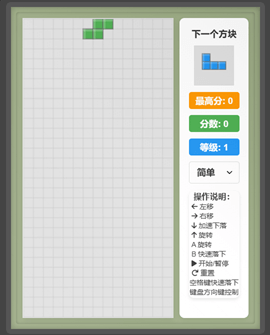 下一个方块
最高分: 0
分数: 0
等级: 1
简单
操作说明:
← 左移
→ 右移
↓ 加速下落
↑ 旋转
A 旋转
B 快速落下
▶ 开始/暂停
⟳ 重置
空格键快速落下
键盘方向键控制